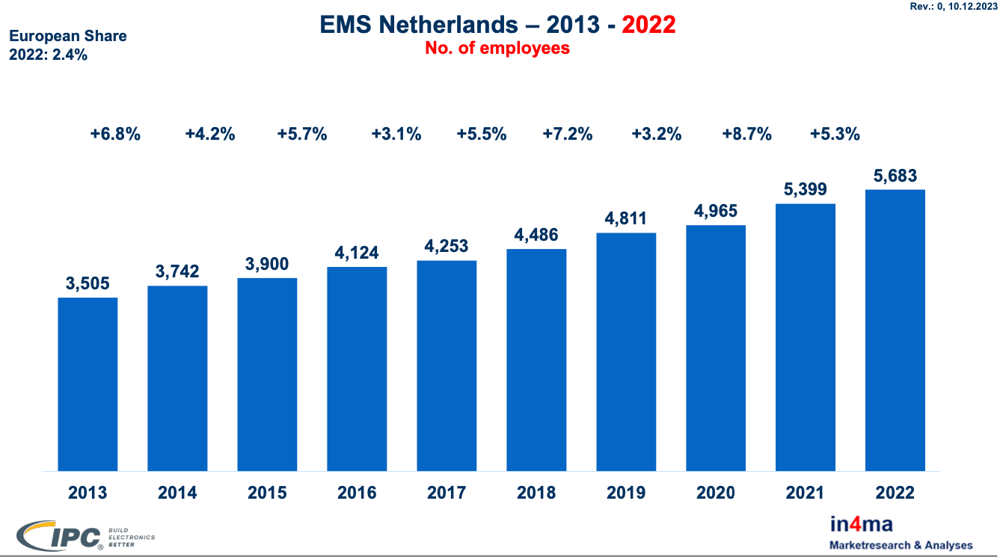 Rev.: 0, 10.12.2023
EMS Netherlands – 2013 - 2022
No. of employees
European Share
2022: 2.4%
+6.8% +4.2% +5.7% +3.1% +5.5% +7.2% +3.2% +8.7% +5.3%
3,505 3,742 3,900 4,124 4,253 4,486 4,811 4,965 5,399 5,683
2013 2014 2015 2016 2017 2018 2019 2020 2021 2022
IPC®
BUILD
ELECTRONICS
BETTER
in4ma
Marketresearch & Analyses